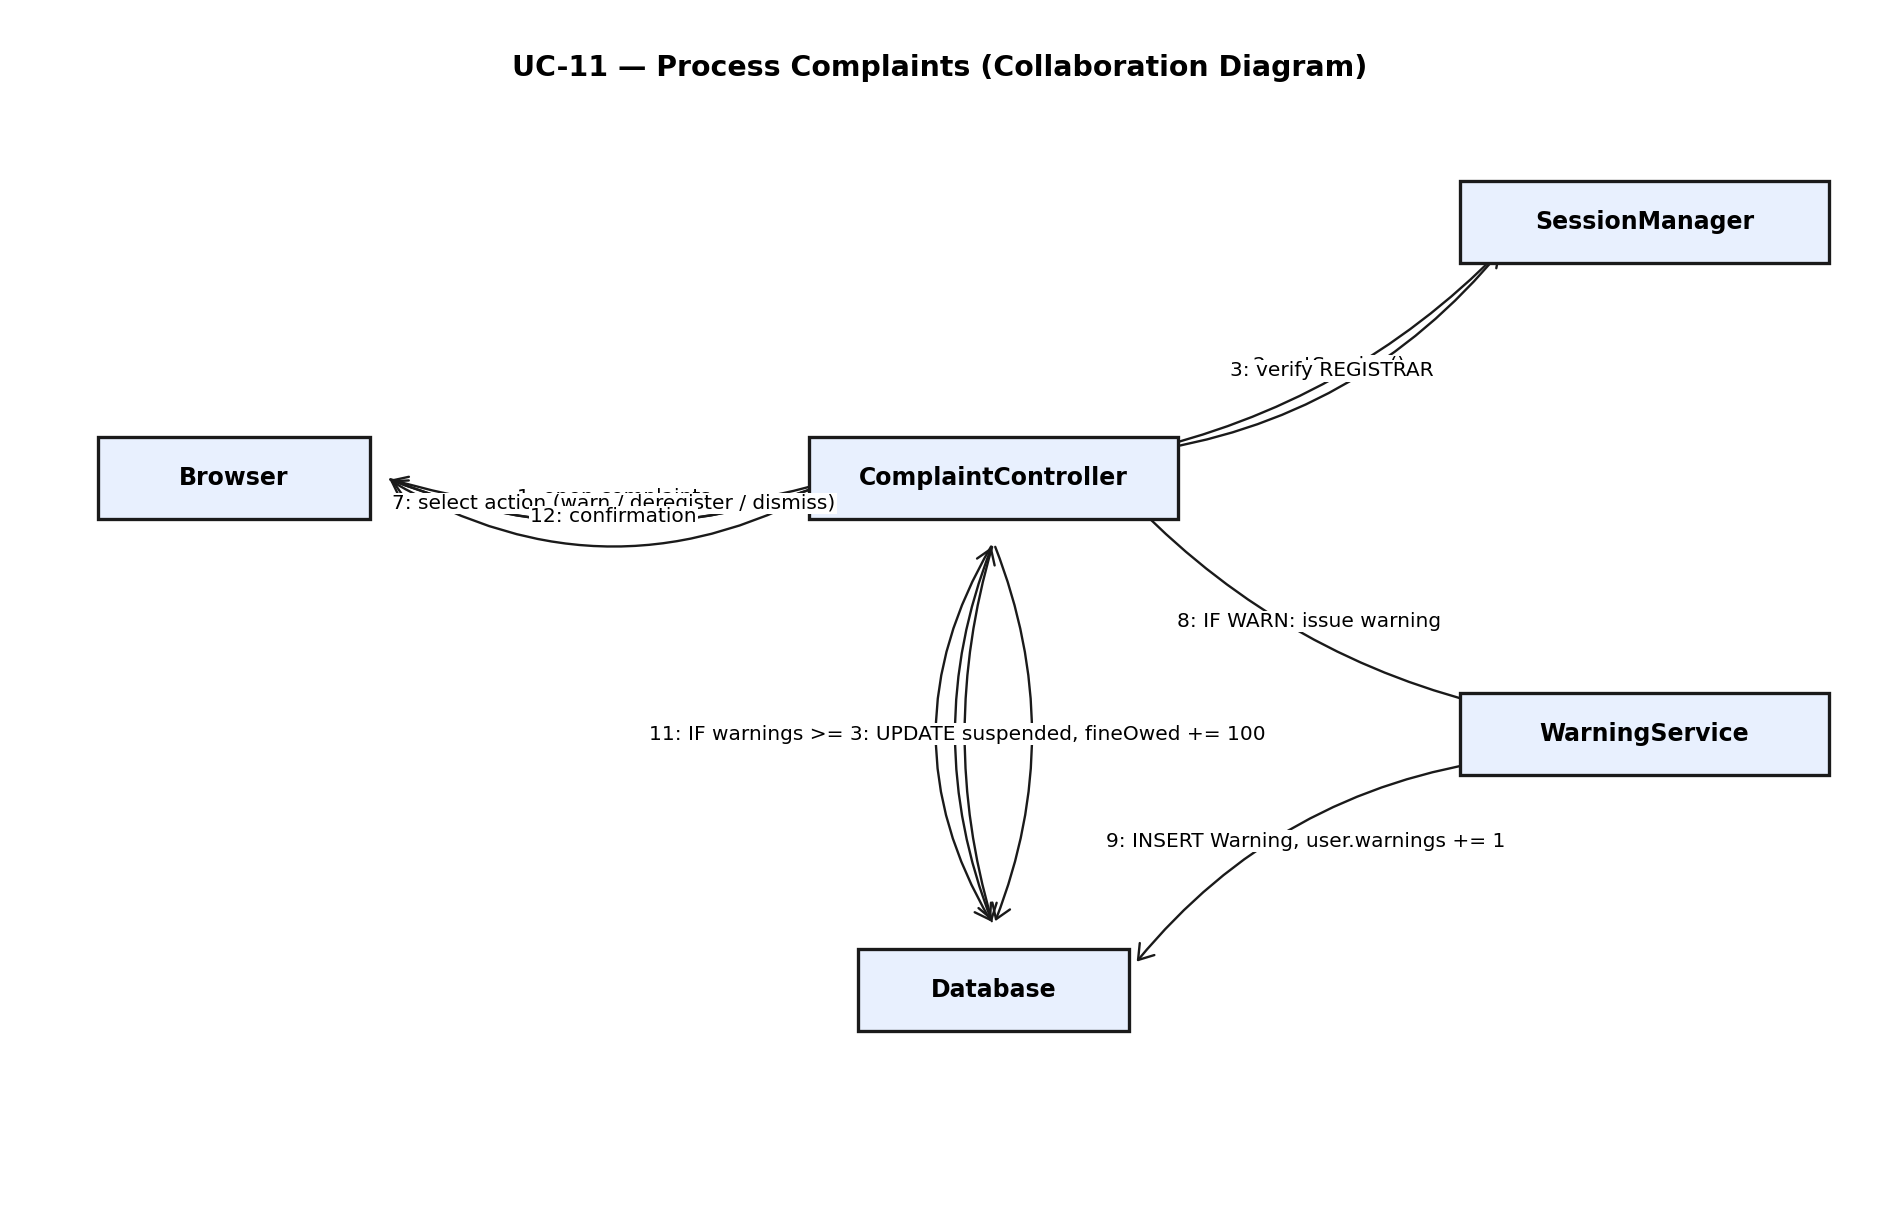 UC-11 — Process Complaints (Collaboration Diagram)
SessionManager
3: verify REGISTRAR
Browser
ComplaintController
7: select action (warn / deregister / dismiss)
12: confirmation
8: IF WARN: issue warning
11: IF warnings >= 3: UPDATE suspended, fineOwed += 100
WarningService
9: INSERT Warning, user.warnings += 1
Database